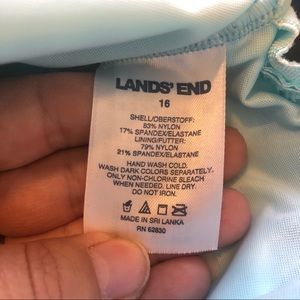 LANDS' END
16
SHELL/OBERSTOFF:
83% NYLON
17% SPANDEX/ELASTANE
LINING/FUTTER:
79% NYLON
21% SPANDEX/ELASTANE
HAND WASH COLD.
WASH DARK COLORS SEPARATELY.
ONLY NON-CHLORINE BLEACH
WHEN NEEDED. LINE DRY.
DO NOT IRON.
MADE IN SRI LANKA
RN 62830